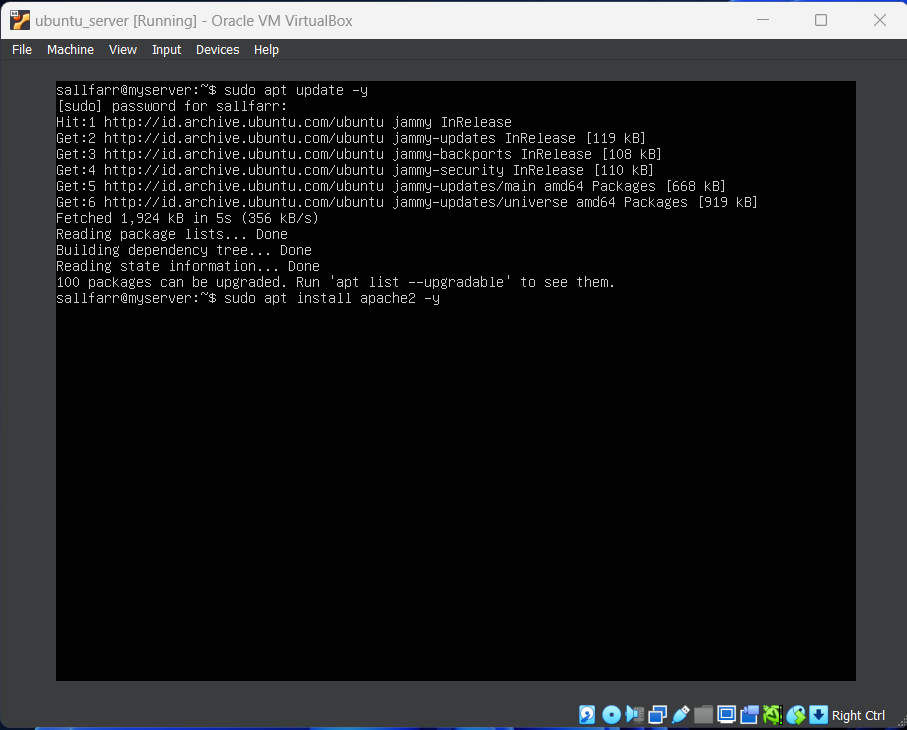 ubuntu_server [Running] - Oracle VM VirtualBox
File Machine View Input Devices Help
sallfarr@myserver:~$ sudo apt update -y
[sudo] password for sallfarr:
Hit:1 http://id.archive.ubuntu.com/ubuntu jammy InRelease
Get:2 http://id.archive.ubuntu.com/ubuntu jammy-updates InRelease [119 kB]
Get:3 http://id.archive.ubuntu.com/ubuntu jammy-backports InRelease [108 kB]
Get:4 http://id.archive.ubuntu.com/ubuntu jammy-security InRelease [110 kB]
Get:5 http://id.archive.ubuntu.com/ubuntu jammy-updates/main amd64 Packages [668 kB]
Get:6 http://id.archive.ubuntu.com/ubuntu jammy-updates/universe amd64 Packages [919 kB]
Fetched 1,924 kB in 5s (356 kB/s)
Reading package lists... Done
Building dependency tree... Done
Reading state information... Done
100 packages can be upgraded. Run 'apt list --upgradable' to see them.
sallfarr@myserver:~$ sudo apt install apache2 -y
Right Ctrl